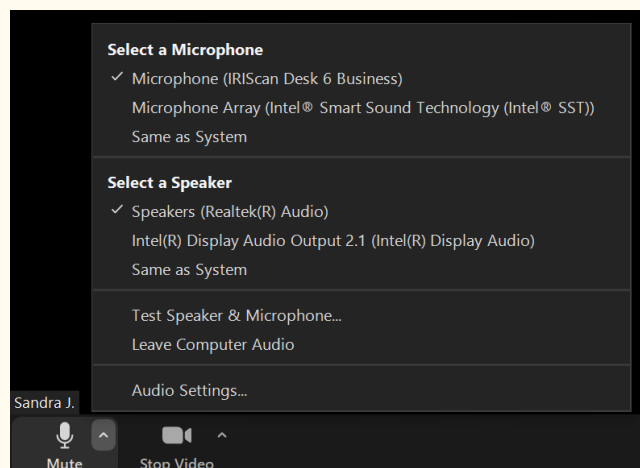 Select a Microphone
✓ Microphone (IRIScan Desk 6 Business)
Microphone Array (Intel® Smart Sound Technology (Intel® SST))
Same as System
Select a Speaker
✓ Speakers (Realtek(R) Audio)
Intel(R) Display Audio Output 2.1 (Intel(R) Display Audio)
Same as System
Test Speaker & Microphone...
Leave Computer Audio
Audio Settings...
Sandra J.
Mute Stop Video